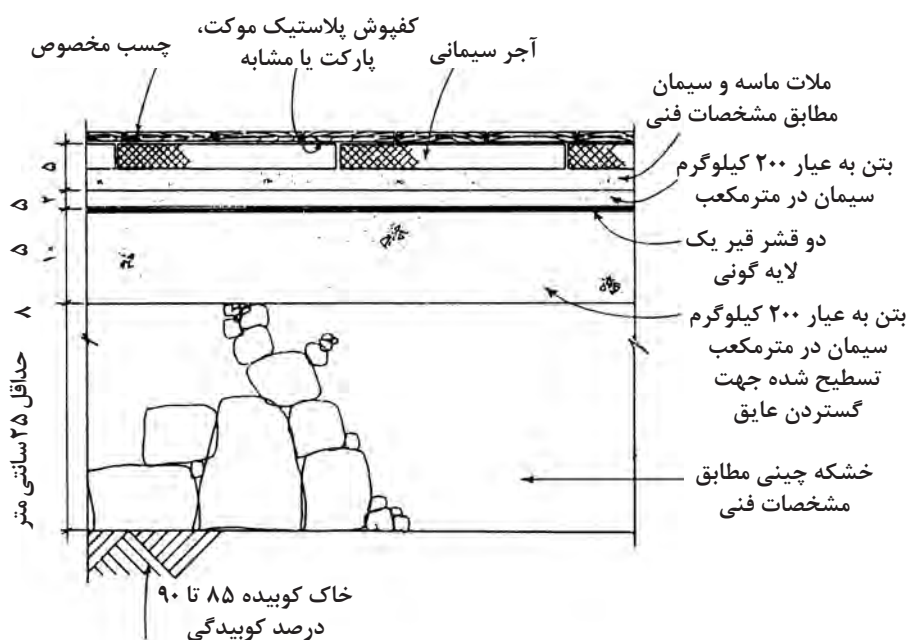 کفپوش پلاستیک موکت،
پارکت یا مشابه
چسب مخصوص
آجر سیمانی
ملات ماسه و سیمان
مطابق مشخصات فنی
بتن به عیار ۲۰۰ کیلوگرم
سیمان در مترمکعب
دو قشر قیر یک
لایه گونی
بتن به عیار ۲۰۰ کیلوگرم
سیمان در مترمکعب
تسطیح شده جهت
گستردن عایق
خشکه چینی مطابق
مشخصات فنی
خاک کوبیده ۸۵ تا ۹۰
درصد کوبیدگی
۵
۲
۵
۱۰
۵
۸
حداقل ۲۵ سانتی متر